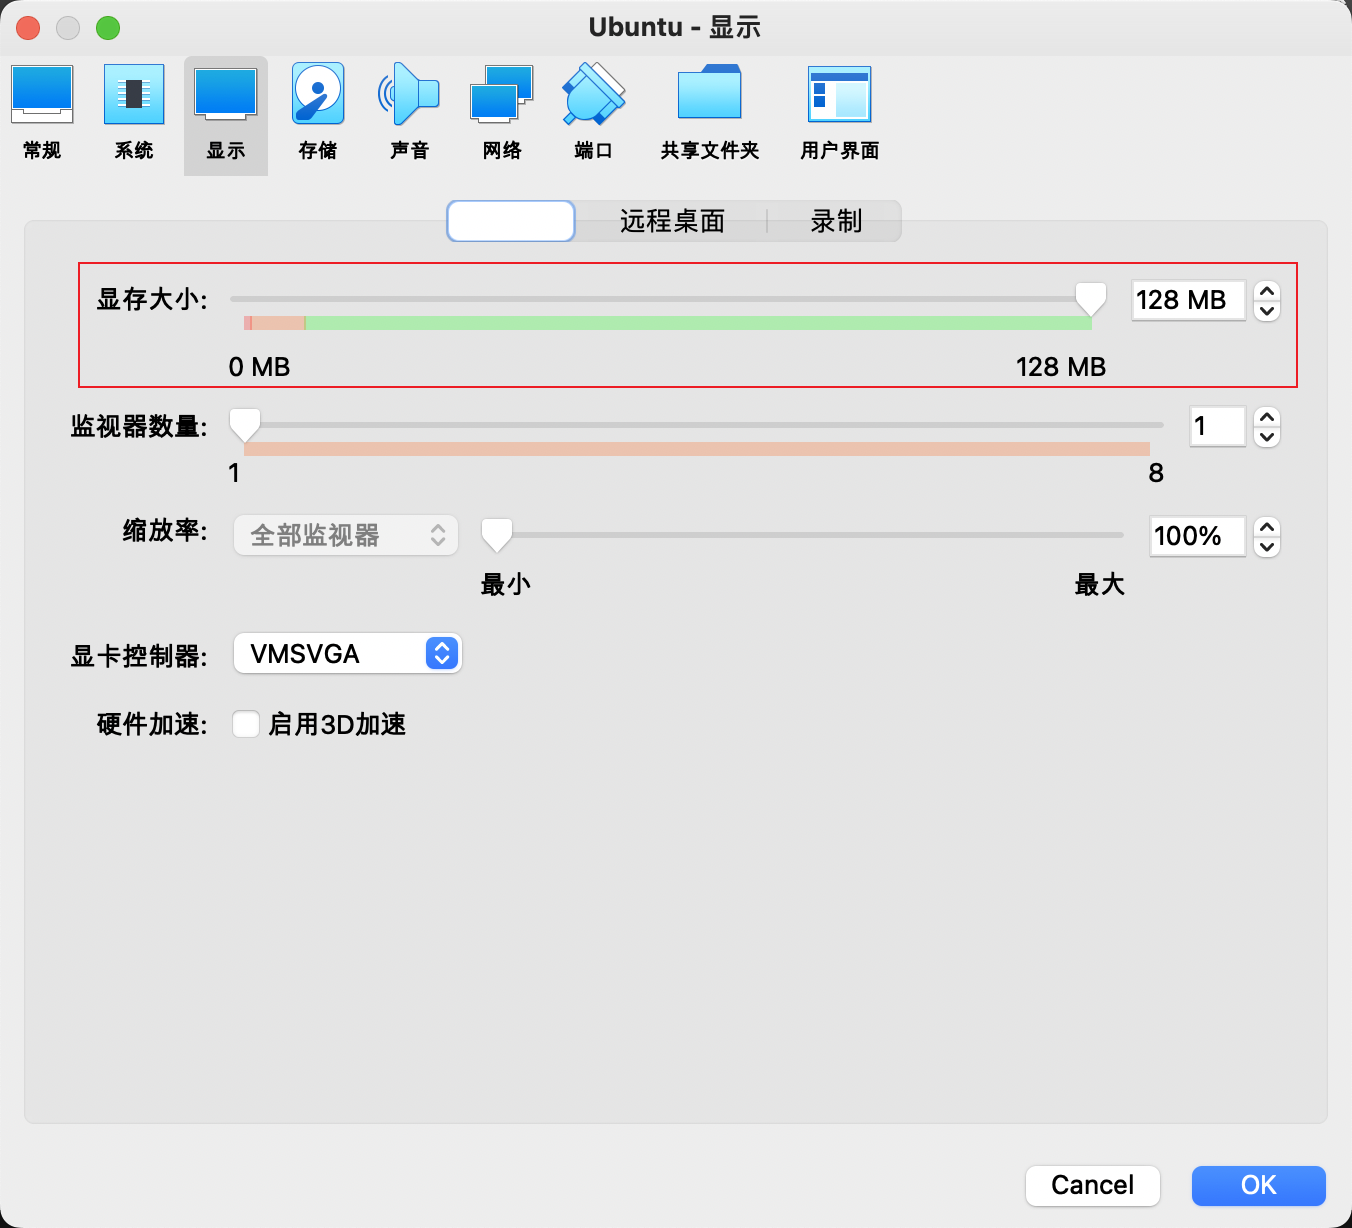 Ubuntu - 显示
常规 系统 显示 存储 声音 网络 端口 共享文件夹 用户界面
远程桌面 录制
显存大小: 128 MB
0 MB 128 MB
监视器数量: 1
1 8
缩放率: 全部监视器 100%
最小 最大
显卡控制器: VMSVGA
硬件加速: 启用3D加速
Cancel OK